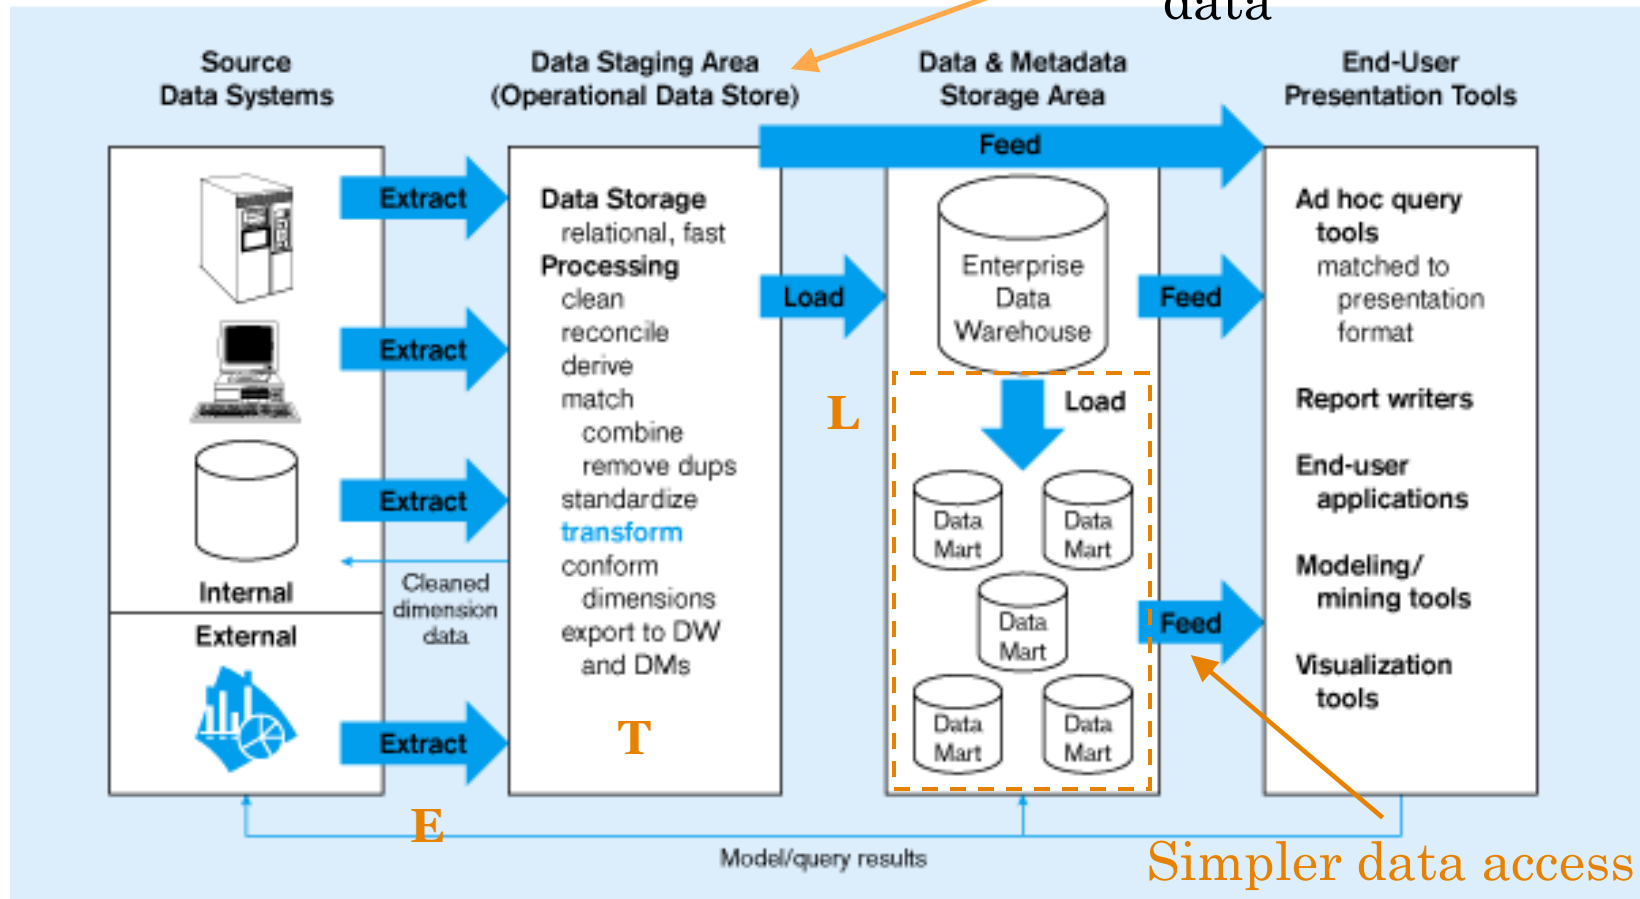 data
Source
Data Systems
Data Staging Area
(Operational Data Store)
Data & Metadata
Storage Area
End-User
Presentation Tools
Extract
Extract
Extract
Extract
Internal
External
Cleaned
dimension
data
E
Data Storage
relational, fast
Processing
clean
reconcile
derive
match
combine
remove dups
standardize
transform
conform
dimensions
export to DW
and DMs
T
Feed
Load
L
Enterprise
Data
Warehouse
Load
Data
Mart
Data
Mart
Data
Mart
Data
Mart
Data
Mart
Feed
Feed
Ad hoc query
tools
matched to
presentation
format
Report writers
End-user
applications
Modeling/
mining tools
Visualization
tools
Model/query results
Simpler data access